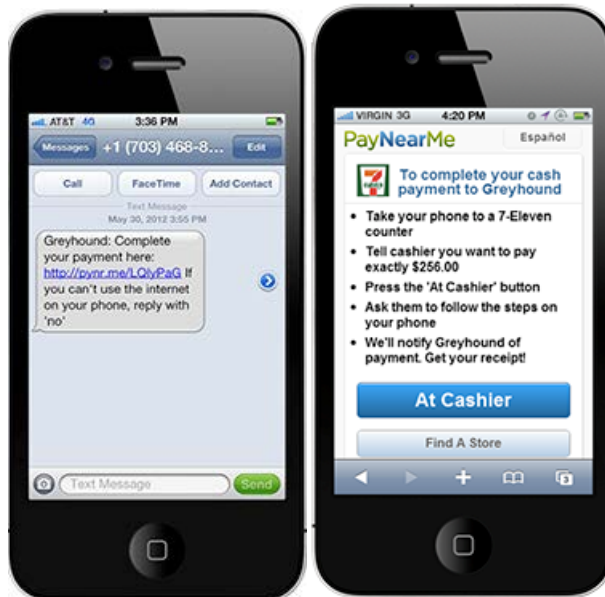 AT&T 4G 3:36 PM
Messages +1 (703) 468-8... Edit
Call FaceTime Add Contact
Text Message
May 30, 2012 3:55 PM
Greyhound: Complete
your payment here:
http://pynr.me/LQlyPaG If
you can't use the internet
on your phone, reply with
'no'
Text Message Send
VIRGIN 3G 4:20 PM
PayNearMe Español
7 ELEVEN
To complete your cash
payment to Greyhound
• Take your phone to a 7-Eleven
counter
• Tell cashier you want to pay
exactly $256.00
• Press the 'At Cashier' button
• Ask them to follow the steps on
your phone
• We'll notify Greyhound of
payment. Get your receipt!
At Cashier
Find A Store
3